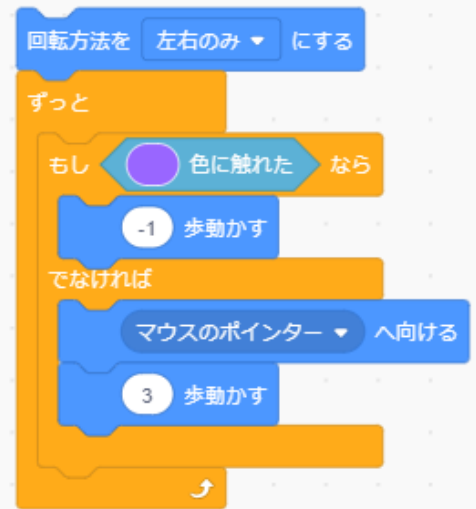 回転方法を 左右のみ にする
ずっと
もし 色に触れた なら
-1 歩動かす
でなければ
マウスのポインター へ向ける
3 歩動かす